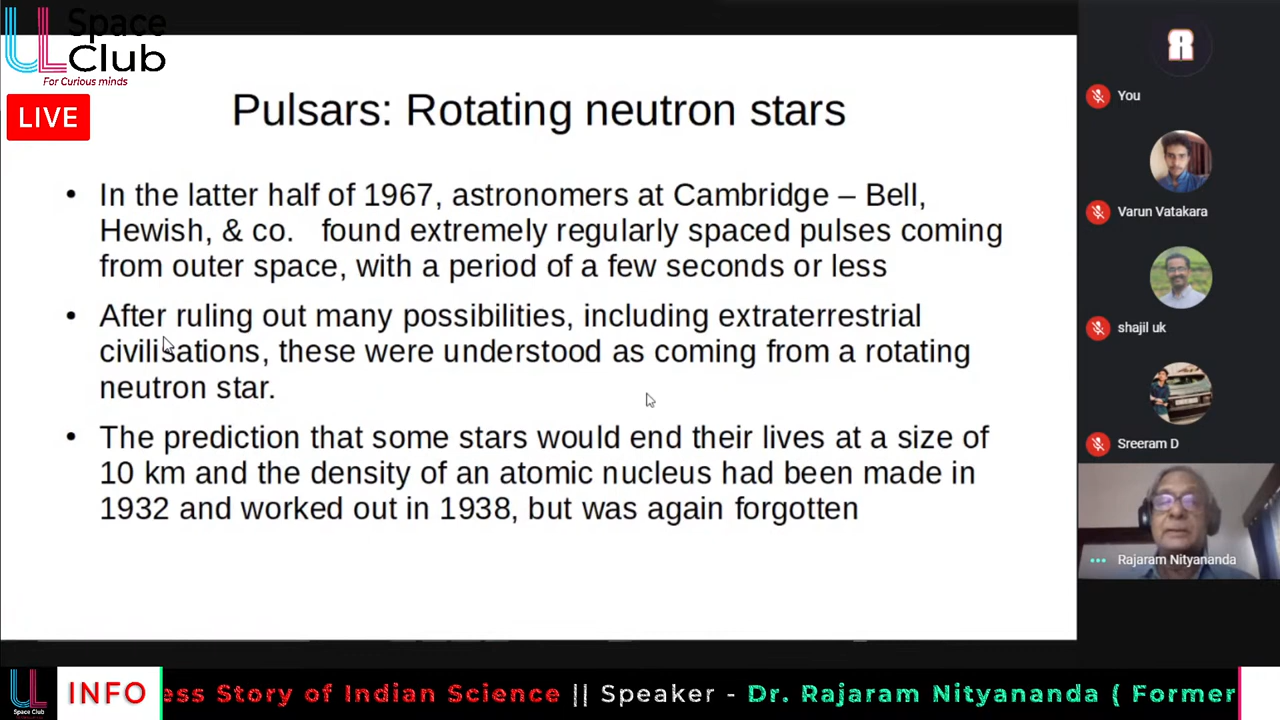 UL Space
Club
For Curious minds
LIVE
Pulsars: Rotating neutron stars
• In the latter half of 1967, astronomers at Cambridge – Bell,
Hewish, & co. found extremely regularly spaced pulses coming
from outer space, with a period of a few seconds or less
• After ruling out many possibilities, including extraterrestrial
civilisations, these were understood as coming from a rotating
neutron star.
• The prediction that some stars would end their lives at a size of
10 km and the density of an atomic nucleus had been made in
1932 and worked out in 1938, but was again forgotten
R
You
Varun Vatakara
shajil uk
Sreeram D
Rajaram Nityananda
UL
Space Club
INFO
ess Story of Indian Science || Speaker - Dr. Rajaram Nityananda ( Former